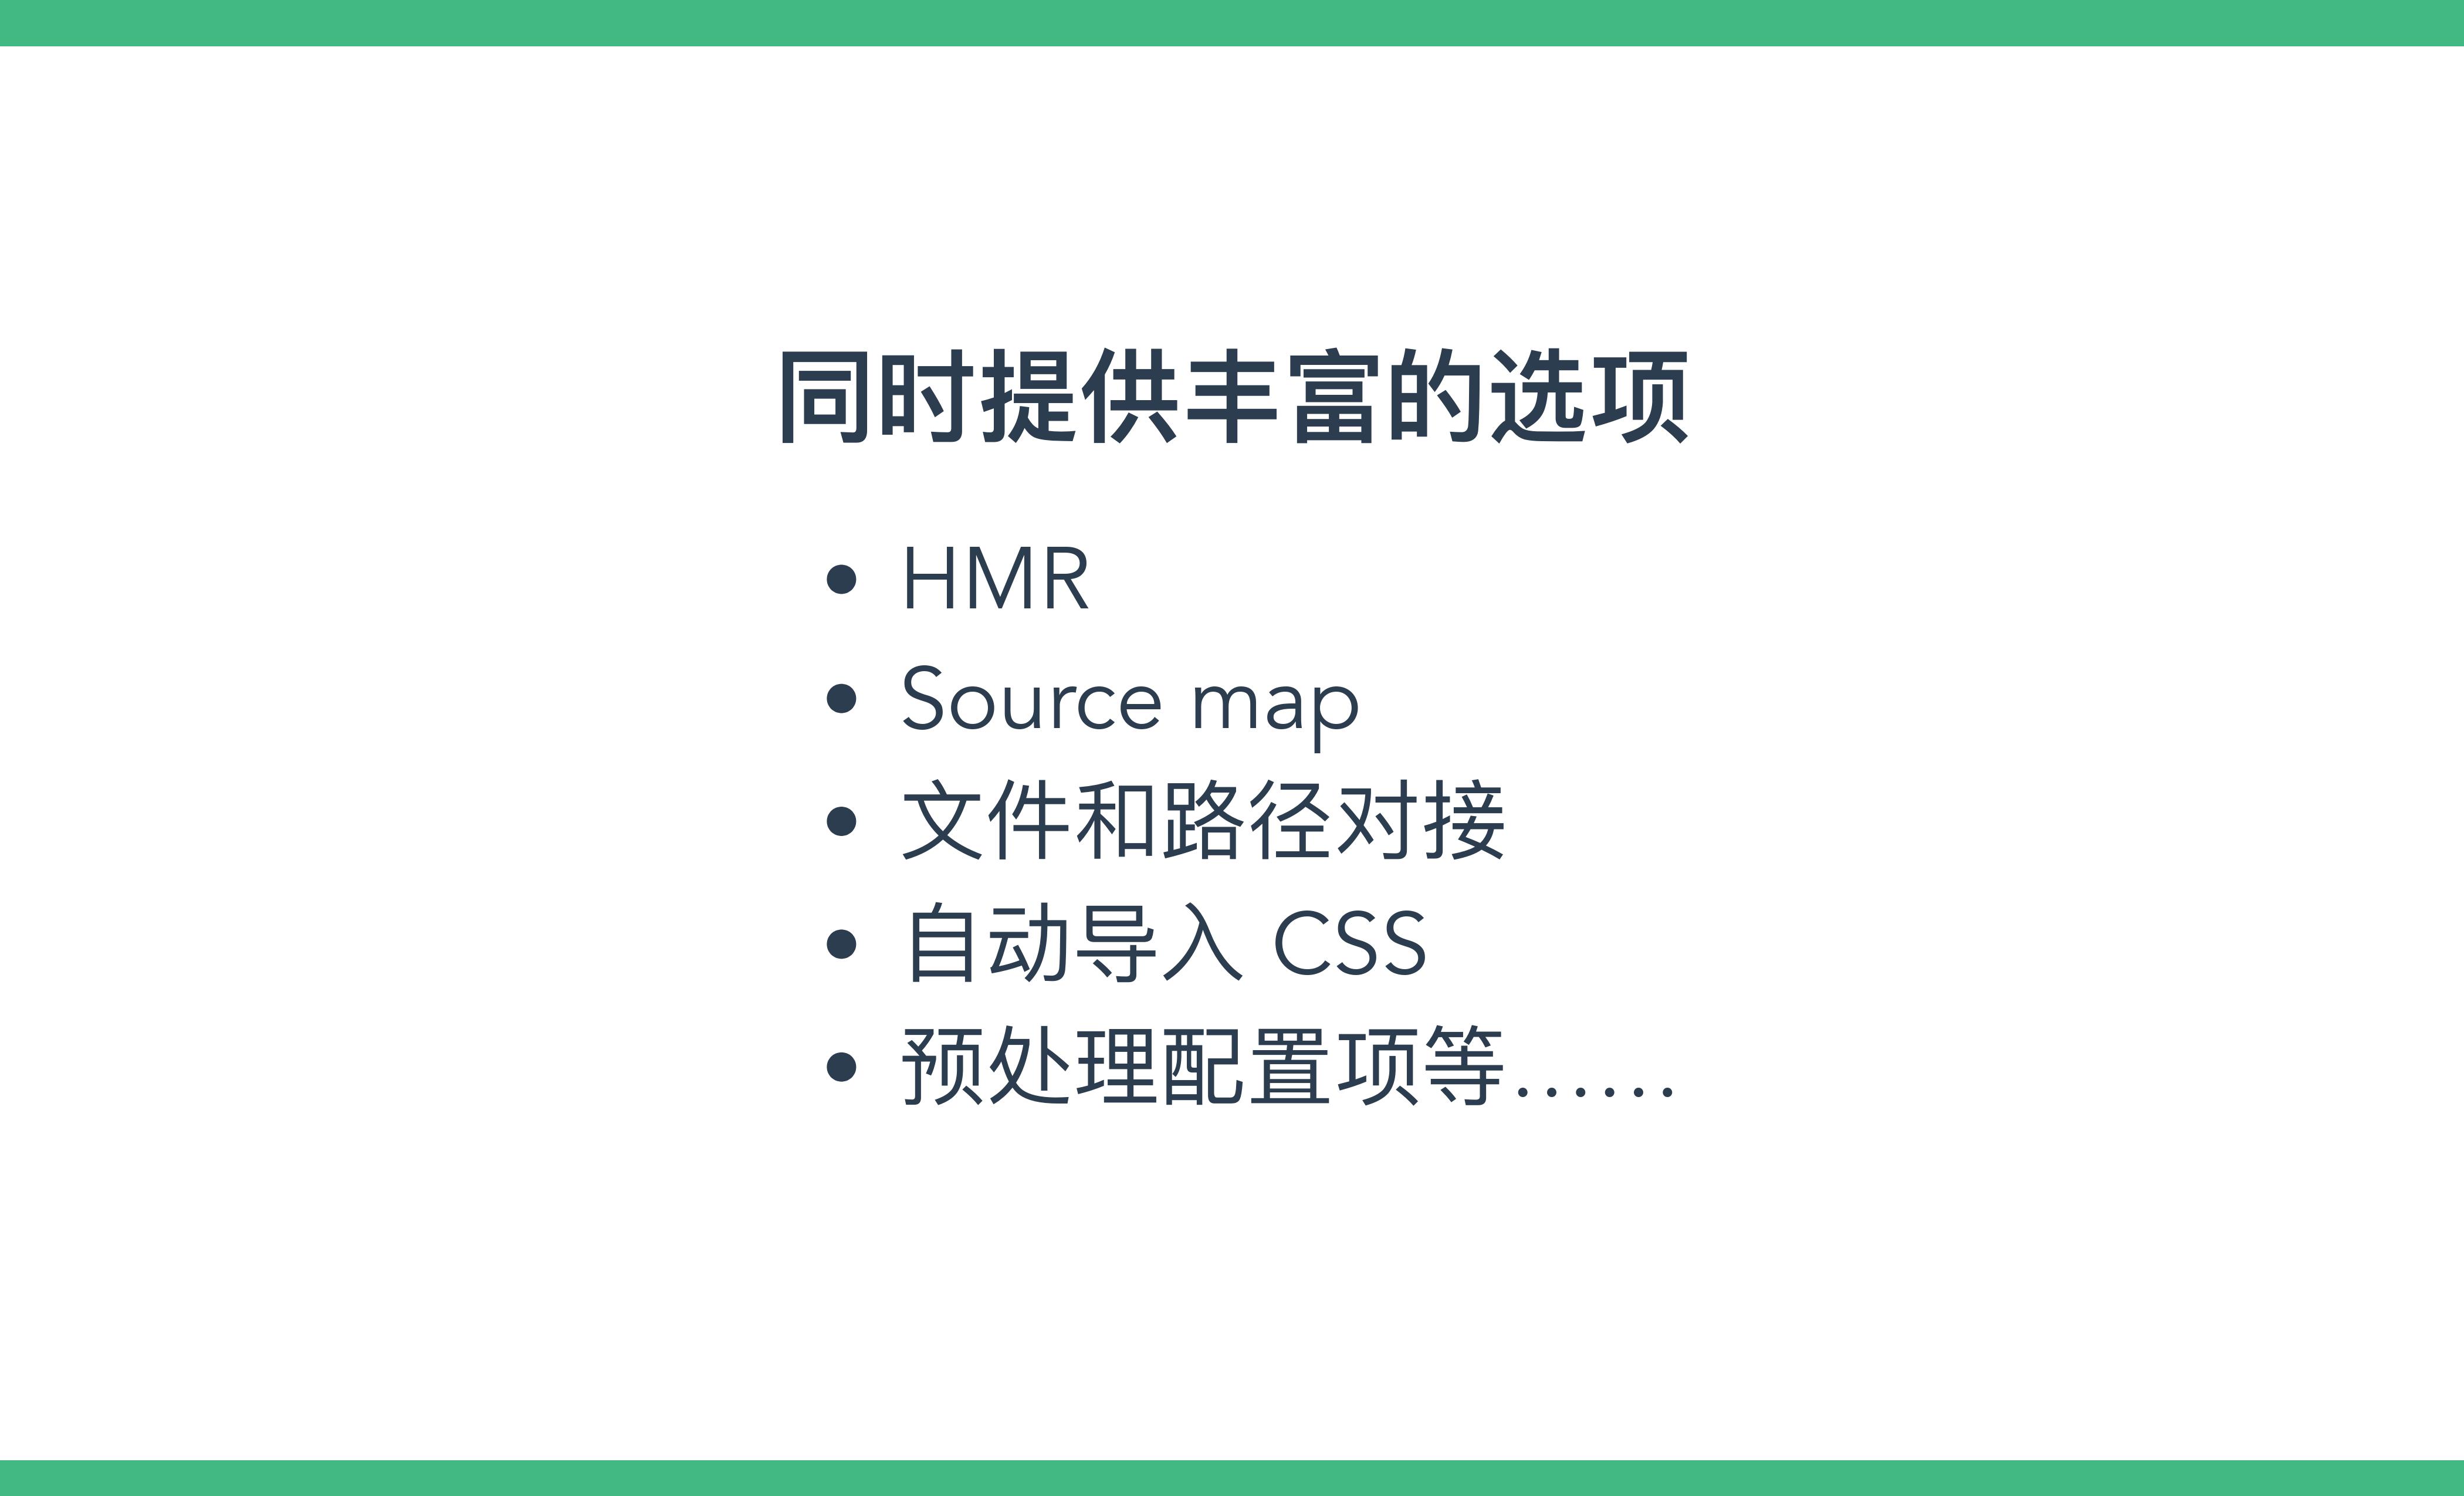 同时提供丰富的选项
• HMR
• Source map
• 文件和路径对接
• 自动导入 CSS
• 预处理配置项等……